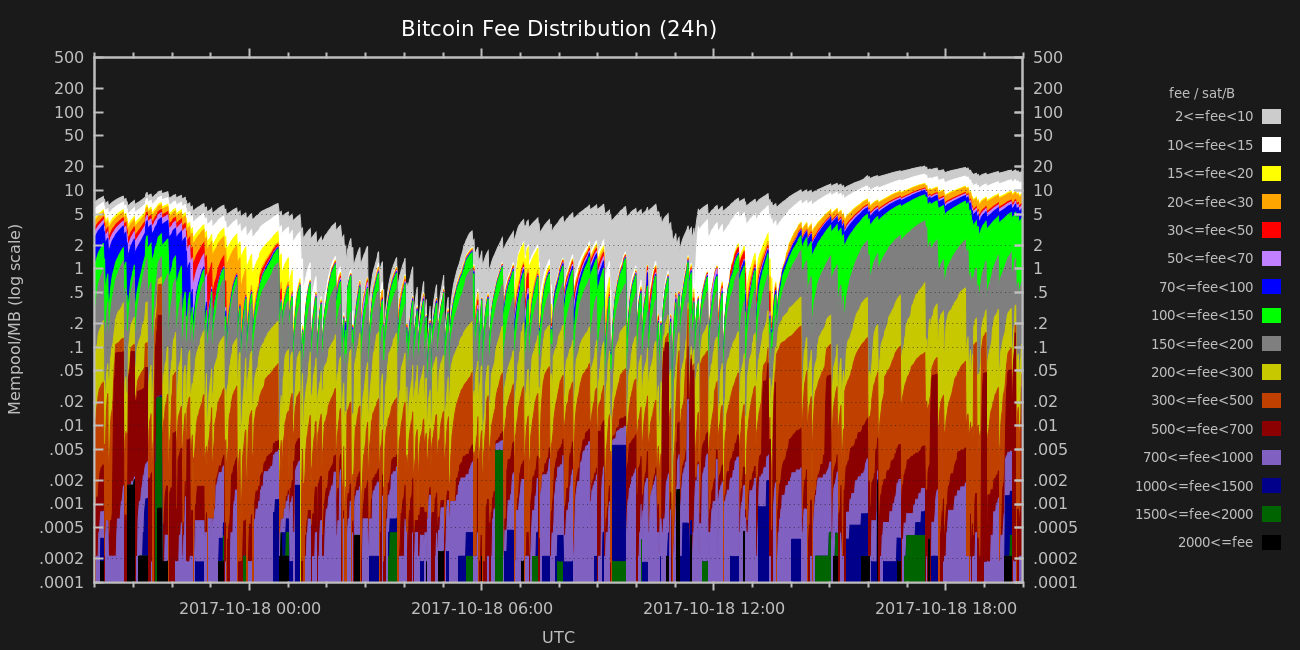 Bitcoin Fee Distribution (24h)
500
200
100
50
20
10
5
2
1
.5
.2
.1
.05
.02
.01
.005
.002
.001
.0005
.0002
.0001
Mempool/MB (log scale)
500
200
100
50
20
10
5
2
1
.5
.2
.1
.05
.02
.01
.005
.002
.001
.0005
.0002
.0001
2017-10-18 00:00
2017-10-18 06:00
2017-10-18 12:00
2017-10-18 18:00
UTC
fee / sat/B
2<=fee<10
10<=fee<15
15<=fee<20
20<=fee<30
30<=fee<50
50<=fee<70
70<=fee<100
100<=fee<150
150<=fee<200
200<=fee<300
300<=fee<500
500<=fee<700
700<=fee<1000
1000<=fee<1500
1500<=fee<2000
2000<=fee